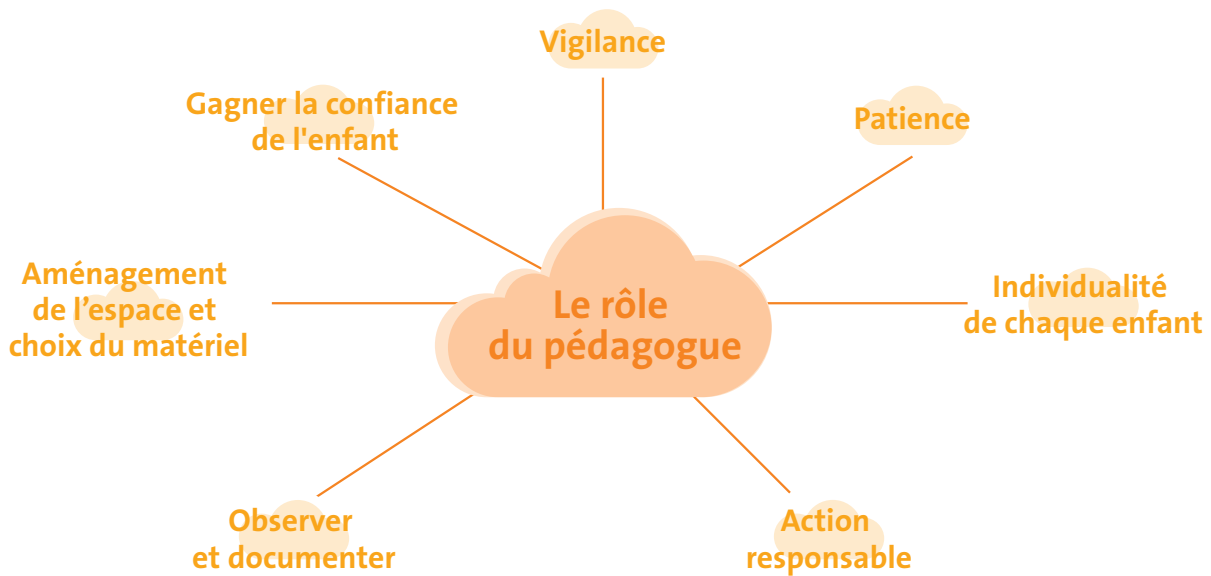 Vigilance
Gagner la confiance
de l'enfant
Patience
Aménagement
de l’espace et
choix du matériel
Le rôle
du pédagogue
Individualité
de chaque enfant
Observer
et documenter
Action
responsable